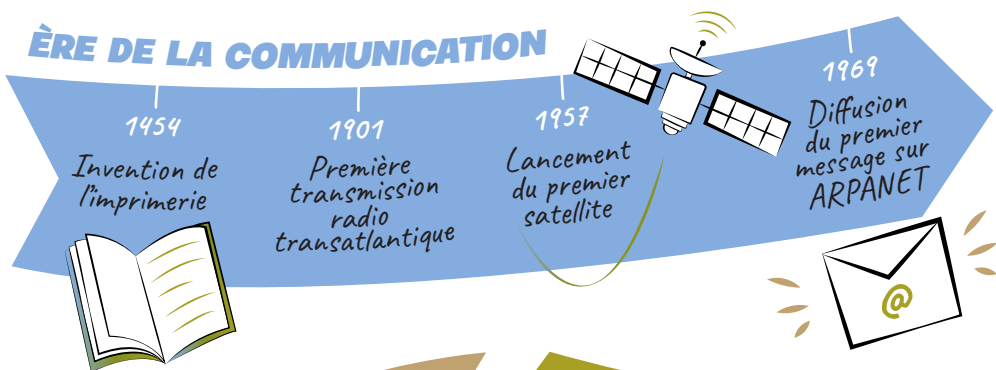 ÈRE DE LA COMMUNICATION
1454
Invention de
l'imprimerie
1901
Première
transmission
radio
transatlantique
1957
Lancement
du premier
satellite
1969
Diffusion
du premier
message sur
ARPANET
@